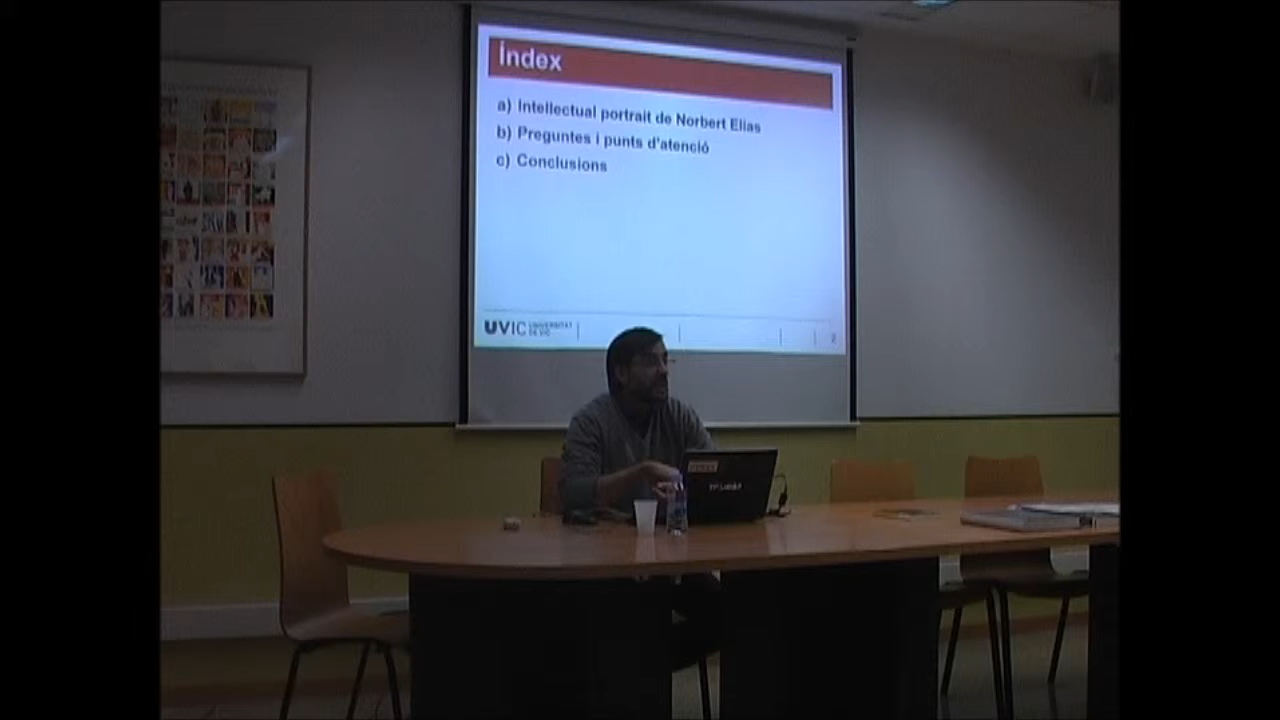 Índex
a) Intellectual portrait de Norbert Elias
b) Preguntes i punts d'atenció
c) Conclusions
UVIC UNIVERSITAT
DE VIC
2